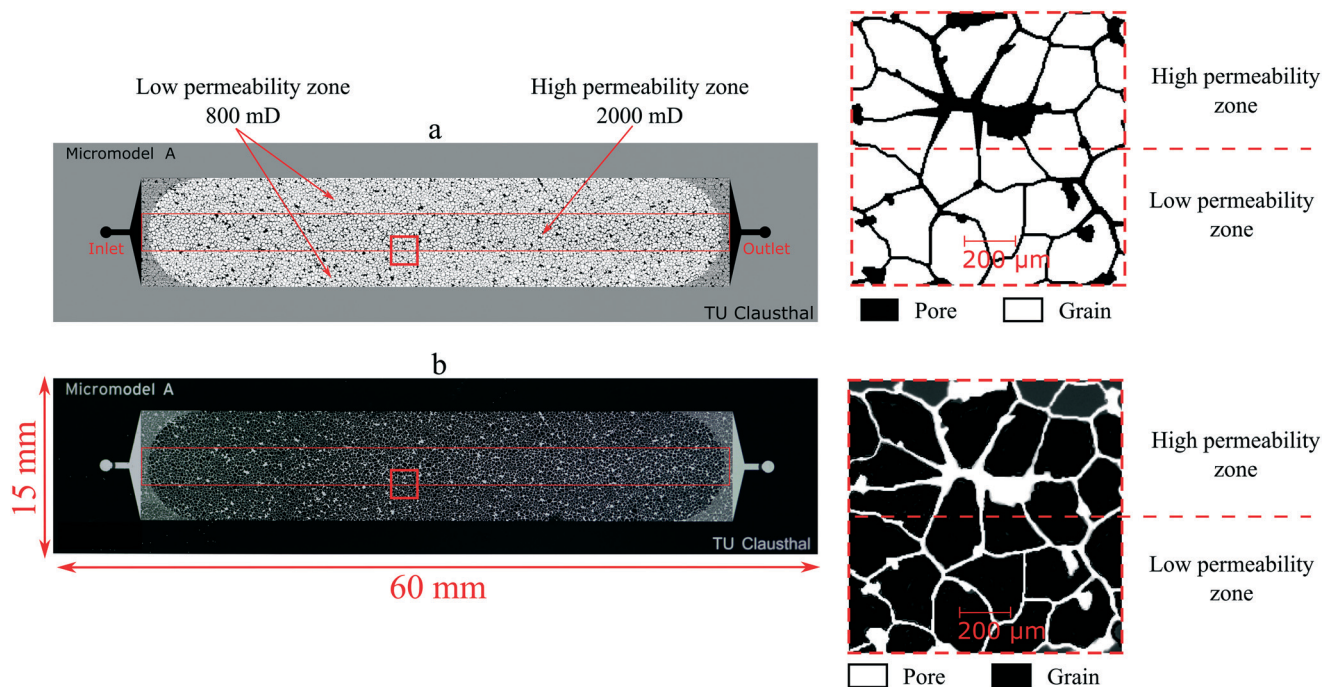 Low permeability zone
800 mD
High permeability zone
2000 mD
a
Micromodel A
Inlet
Outlet
TU Clausthal
High permeability
zone
Low permeability
zone
200 µm
Pore
Grain
b
Micromodel A
TU Clausthal
15 mm
60 mm
High permeability
zone
Low permeability
zone
200 µm
Pore
Grain